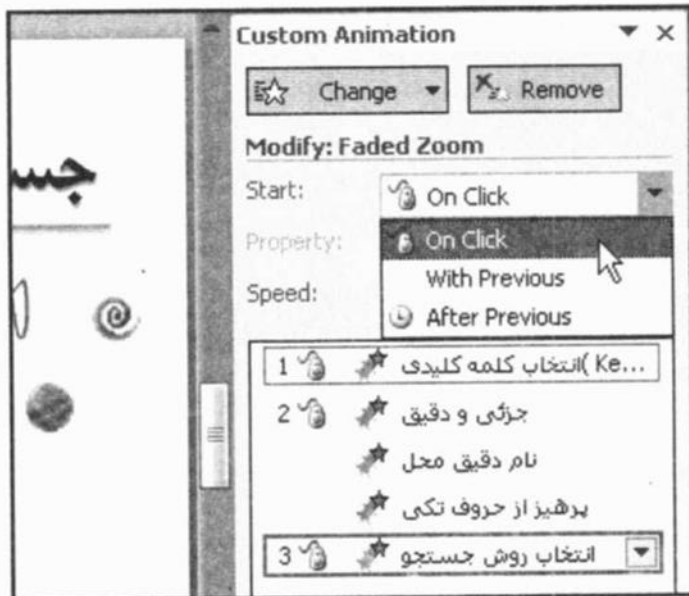 Custom Animation
Change
Remove
Modify: Faded Zoom
جس
Start:
On Click
Property:
On Click
With Previous
Speed:
After Previous
1 انتخاب کلمه کلیدی( Ke...
2 جزئی و دقیق
نام دقیق محل
پرهیز از حروف تکی
3 انتخاب روش جستجو